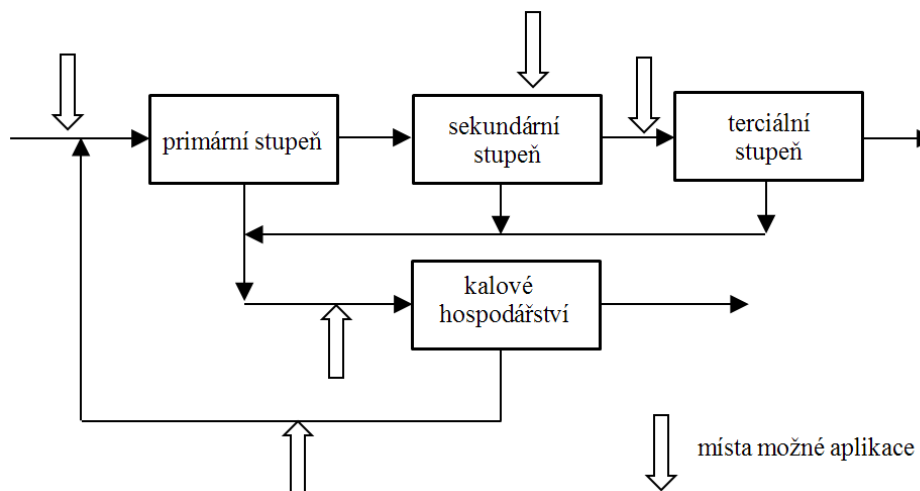 primární stupeň
sekundární
stupeň
terciální
stupeň
kalové
hospodářství
místa možné aplikace